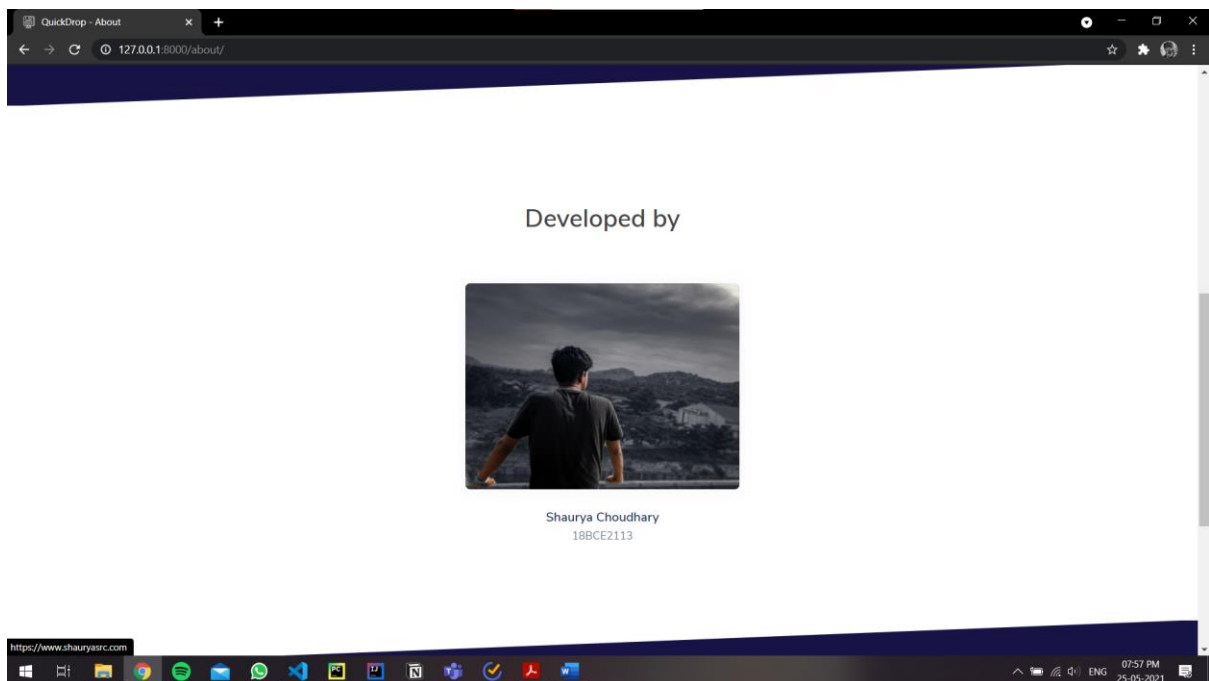 QuickDrop - About
127.0.0.1:8000/about/
Developed by
Shaurya Choudhary
18BCE2113
https://www.shauryasrc.com
ENG
07:57 PM
25-05-2021